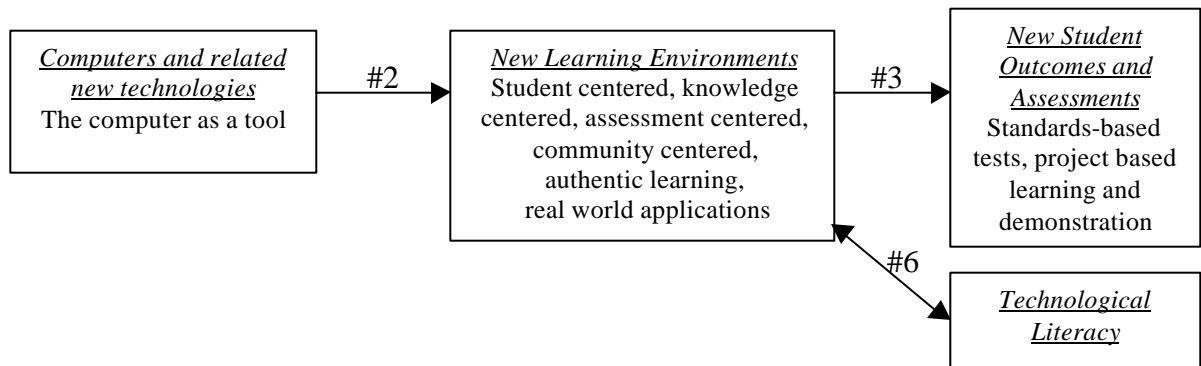 Computers and related
new technologies
The computer as a tool
#2
New Learning Environments
Student centered, knowledge
centered, assessment centered,
community centered,
authentic learning,
real world applications
#3
New Student
Outcomes and
Assessments
Standards-based
tests, project based
learning and
demonstration
#6
Technological
Literacy